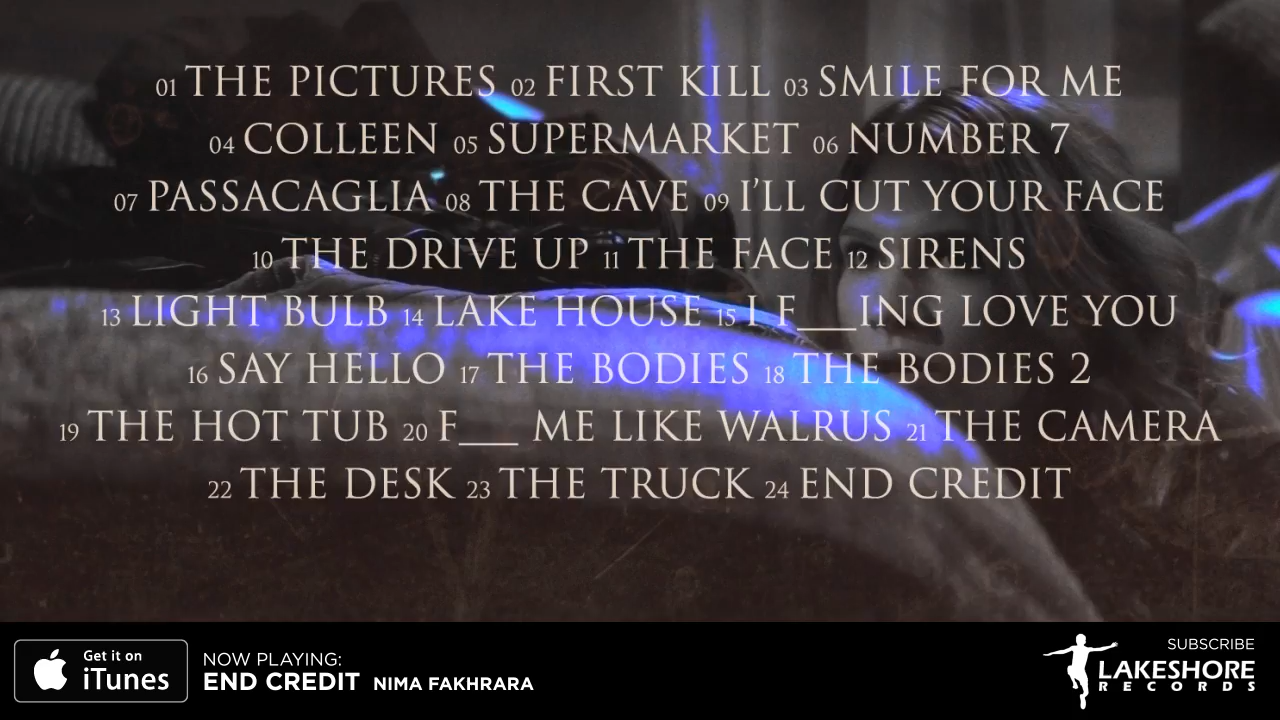 01 THE PICTURES 02 FIRST KILL 03 SMILE FOR ME
04 COLLEEN 05 SUPERMARKET 06 NUMBER 7
07 PASSACAGLIA 08 THE CAVE 09 I'LL CUT YOUR FACE
10 THE DRIVE UP 11 THE FACE 12 SIRENS
13 LIGHT BULB 14 LAKE HOUSE 15 I F___ING LOVE YOU
16 SAY HELLO 17 THE BODIES 18 THE BODIES 2
19 THE HOT TUB 20 F___ ME LIKE WALRUS 21 THE CAMERA
22 THE DESK 23 THE TRUCK 24 END CREDIT
Get it on
iTunes
NOW PLAYING:
END CREDIT NIMA FAKHRARA
SUBSCRIBE
LAKESHORE
RECORDS